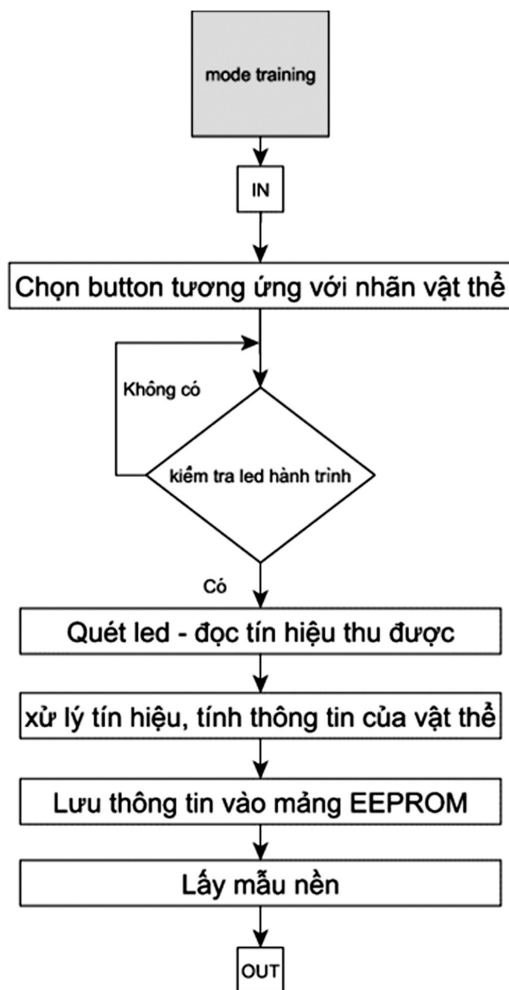 mode training
IN
Chọn button tương ứng với nhãn vật thể
Không có
kiểm tra led hành trình
Có
Quét led - đọc tín hiệu thu được
xử lý tín hiệu, tính thông tin của vật thể
Lưu thông tin vào mảng EEPROM
Lấy mẫu nền
OUT